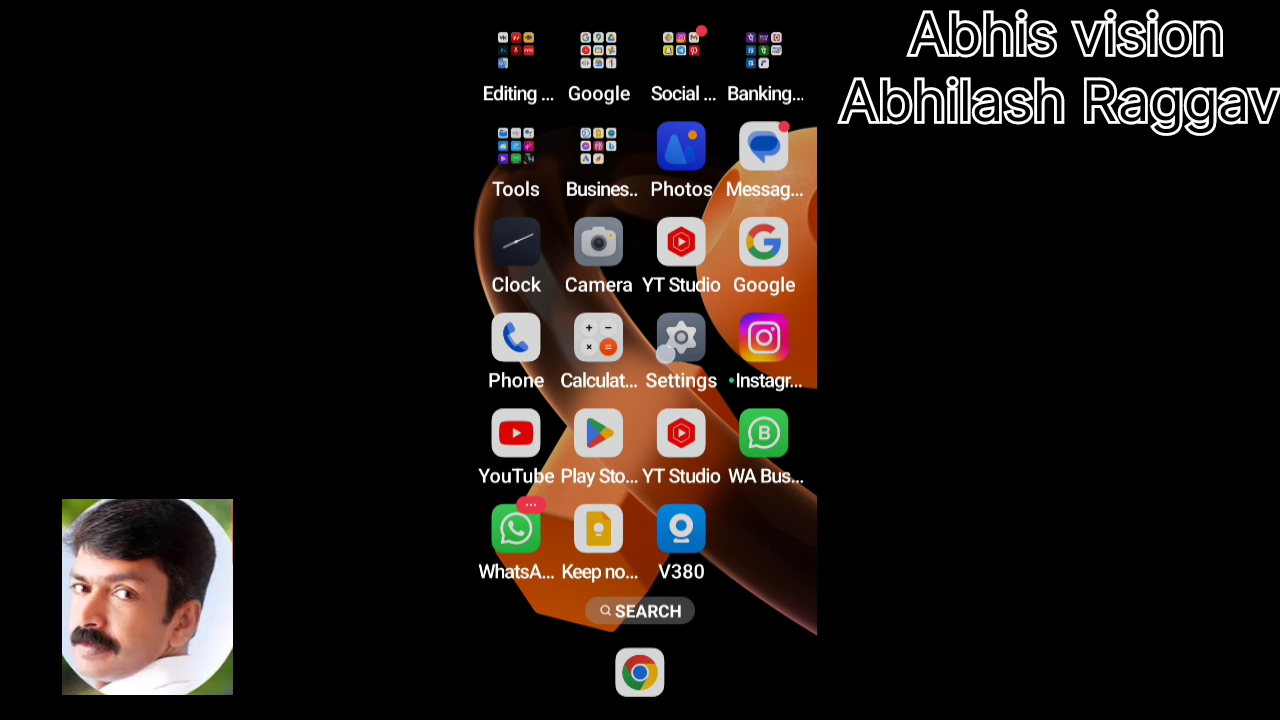 Abhis vision
Abhilash Raggav
Editing ... Google Social ... Banking...
Tools Busines.. Photos Messag...
Clock Camera YT Studio Google
Phone Calculat... Settings Instagr...
YouTube Play Sto... YT Studio WA Bus...
WhatsA... Keep no... V380
SEARCH